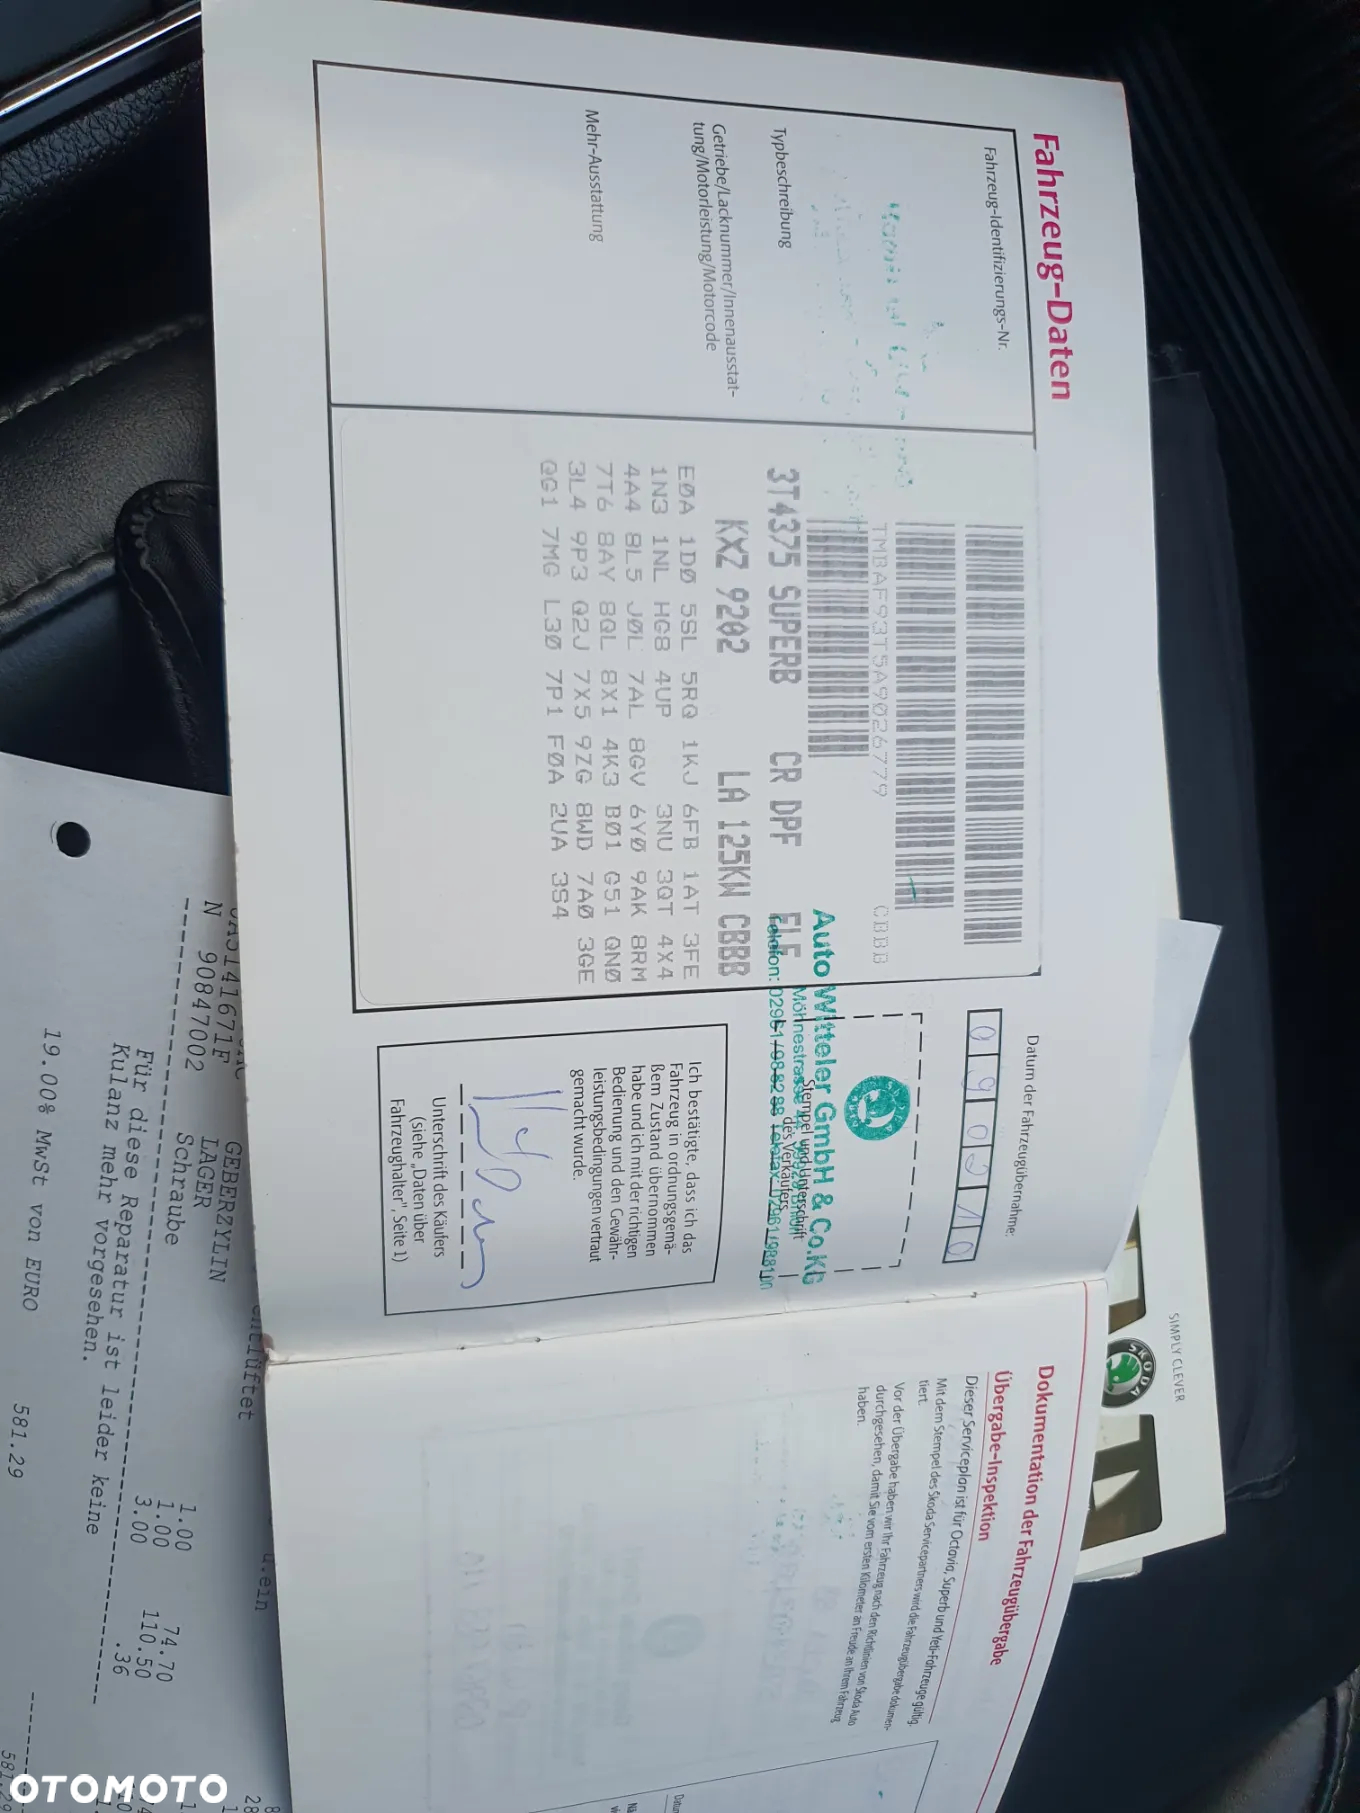 Fahrzeug-Daten
Fahrzeug-Identifizierungs-Nr.
TMBAF93T5A9026779 CBBB
Typbeschreibung
3T4375 SUPERB CR DPF ELE
Getriebe/Lacknummer/Innenausstat-
tung/Motorleistung/Motorcode
KXZ 9202 LA 125KW CBBB
Mehr-Ausstattung
E0A 1D0 5SL 5RQ 1KJ 6FB 1AT 3FE
1N3 1NL HG8 4UP 3NU 3QT 4X4
4A4 8L5 J0L 7AL 8GV 6Y0 9AK 8RM
7T6 8AY 8QL 8X1 4K3 B01 G51 QN0
3L4 9P3 Q2J 7X5 9ZG 8WD 7A0 3GE
QG1 7MG L30 7P1 F0A 2UA 3S4
Datum der Fahrzeugübernahme:
090210
Stempel und Unterschrift
des Verkäufers
Auto Witteler GmbH & Co.KG
Möhnestrasse
Telefon: 02961/
Ich bestätigte, dass ich das
Fahrzeug in ordnungsgemä-
ßem Zustand übernommen
habe und ich mit der richtigen
Bedienung und den Gewähr-
leistungsbedingungen vertraut
gemacht wurde.
Unterschrift des Käufers
(siehe „Daten über
Fahrzeughalter", Seite 1)
SIMPLY CLEVER
SKODA
Dokumentation der Fahrzeugübergabe
Übergabe-Inspektion
Dieser Serviceplan ist für Octavia, Superb und Yeti-Fahrzeuge gültig.
Mit dem Stempel des Škoda Servicepartners wird die Fahrzeugübergabe dokumen-
tiert.
Vor der Übergabe haben wir Ihr Fahrzeug nach den Richtlinien von Škoda Auto
durchgesehen, damit Sie vom ersten Kilometer an Freude an Ihrem Fahrzeug
haben.
entlüftet
GEBERZYLIN 1.00 74.70
LAGER 1.00 110.50
N 90847002 Schraube 3.00 .36
Für diese Reparatur ist leider keine
Kulanz mehr vorgesehen.
19.00% MwSt von EURO 581.29
OTOMOTO